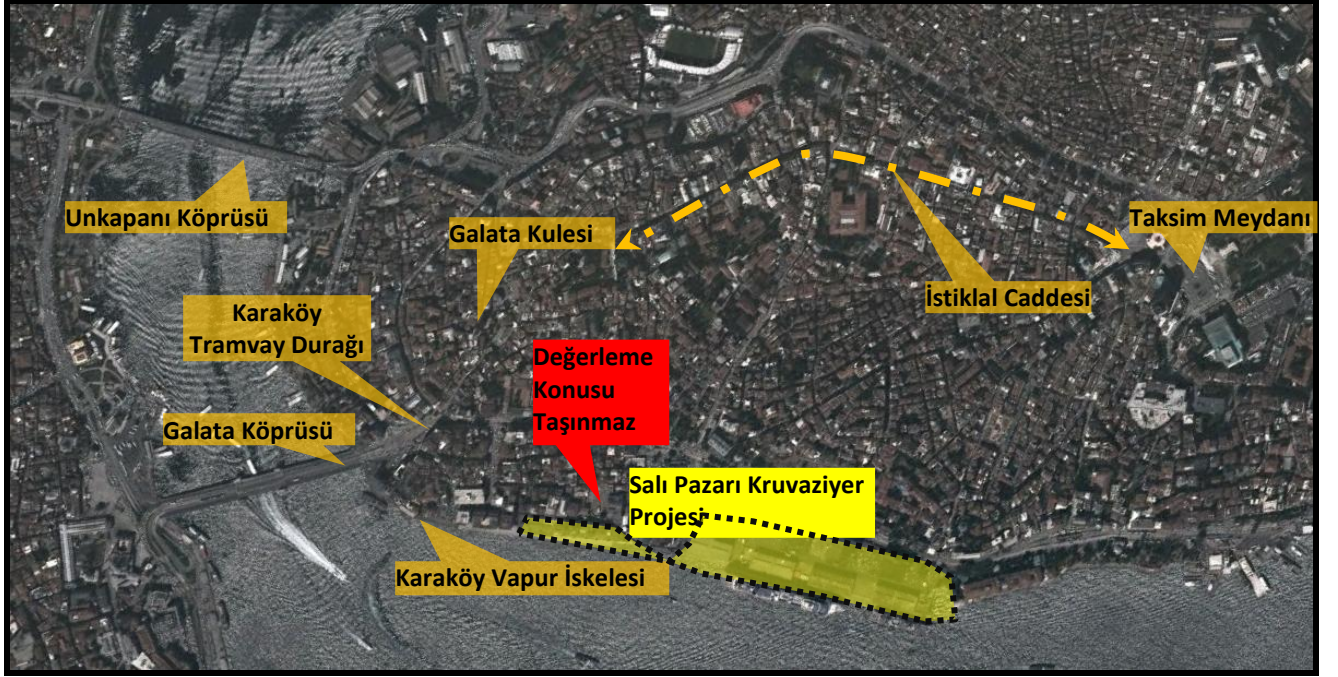 Unkapanı Köprüsü
Galata Kulesi
Taksim Meydanı
İstiklal Caddesi
Karaköy
Tramvay Durağı
Değerleme
Konusu
Taşınmaz
Galata Köprüsü
Salı Pazarı Kruvaziyer
Projesi
Karaköy Vapur İskelesi